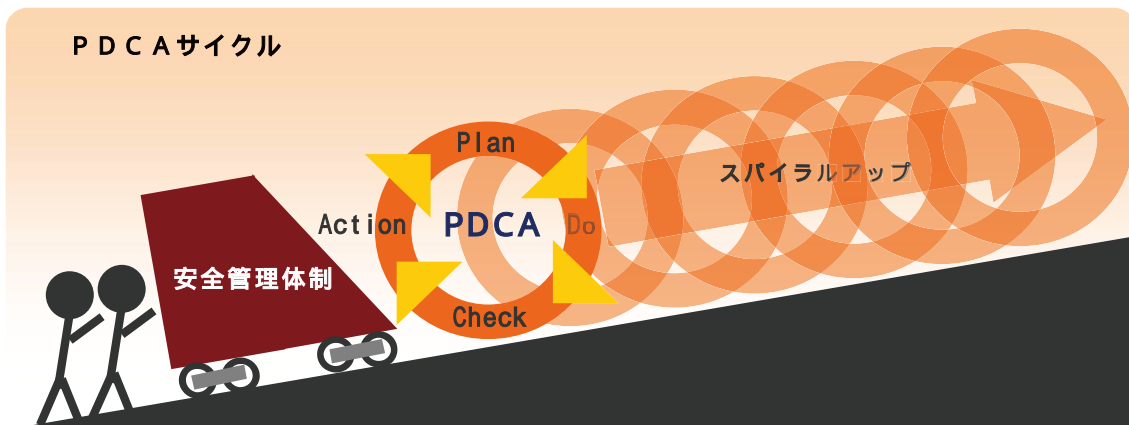 PDCAサイクル
Plan
Action
PDCA
Do
スパイラルアップ
安全管理体制
Check